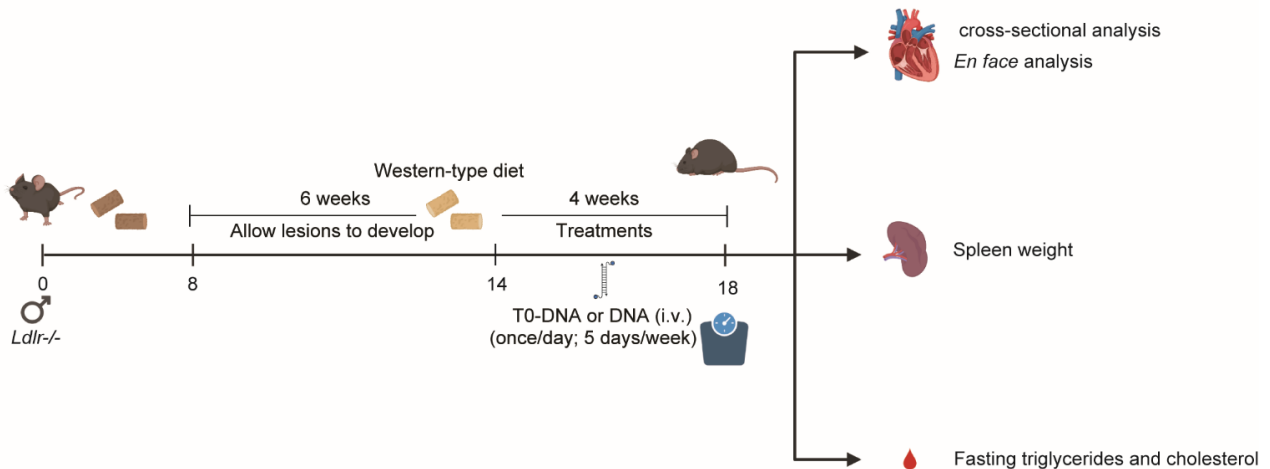 cross-sectional analysis
En face analysis
Western-type diet
6 weeks
4 weeks
Allow lesions to develop
Treatments
0
8
14
18
Ldlr-/-
T0-DNA or DNA (i.v.)
(once/day; 5 days/week)
Spleen weight
Fasting triglycerides and cholesterol